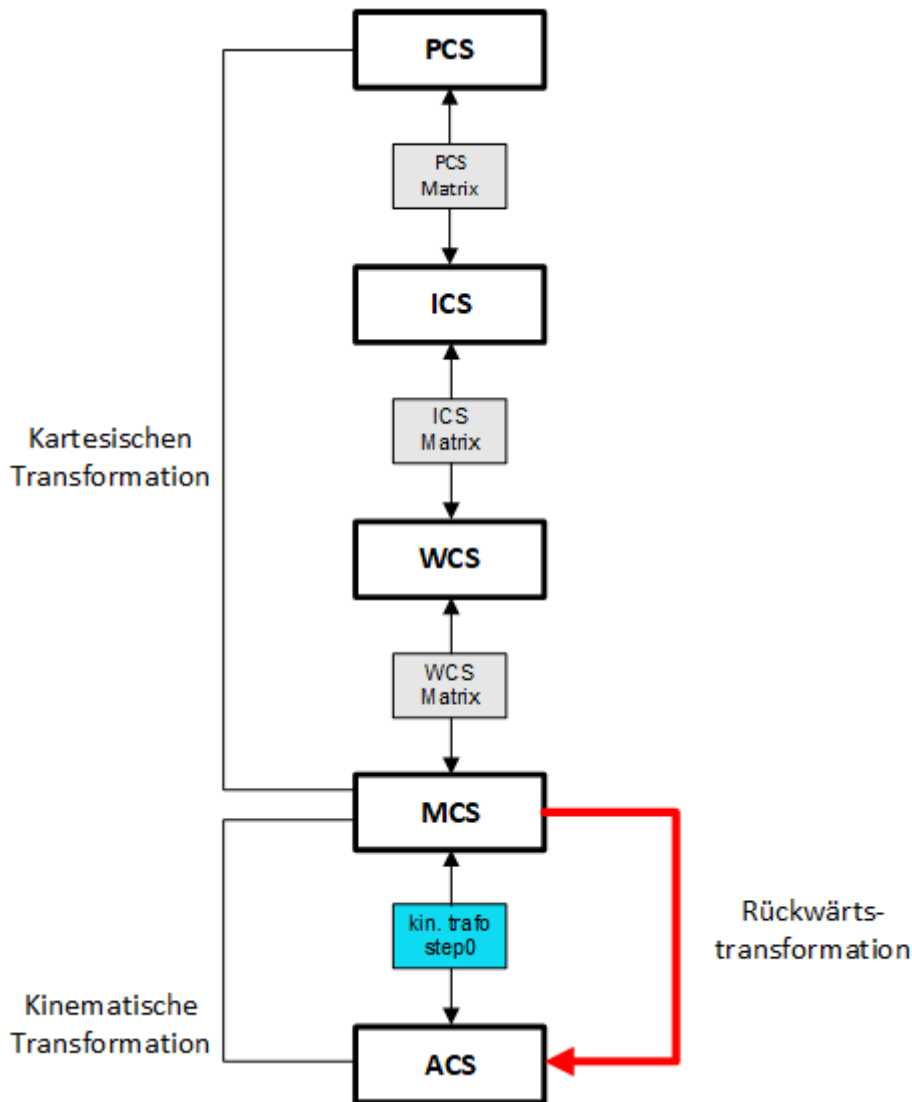 PCS
PCS
Matrix
ICS
ICS
Matrix
Kartesischen
Transformation
WCS
WCS
Matrix
MCS
kin. trafo
step0
Rückwärts-
transformation
Kinematische
Transformation
ACS